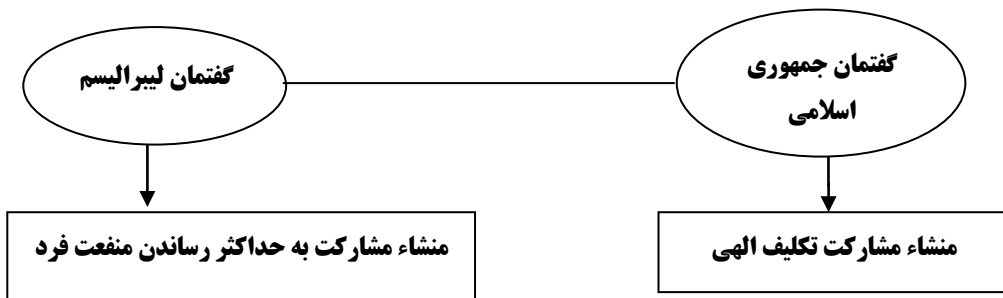 گفتمان جمهوری
اسلامی
گفتمان لیبرالیسم
منشاء مشارکت تکلیف الهی
منشاء مشارکت به حداکثر رساندن منفعت فرد